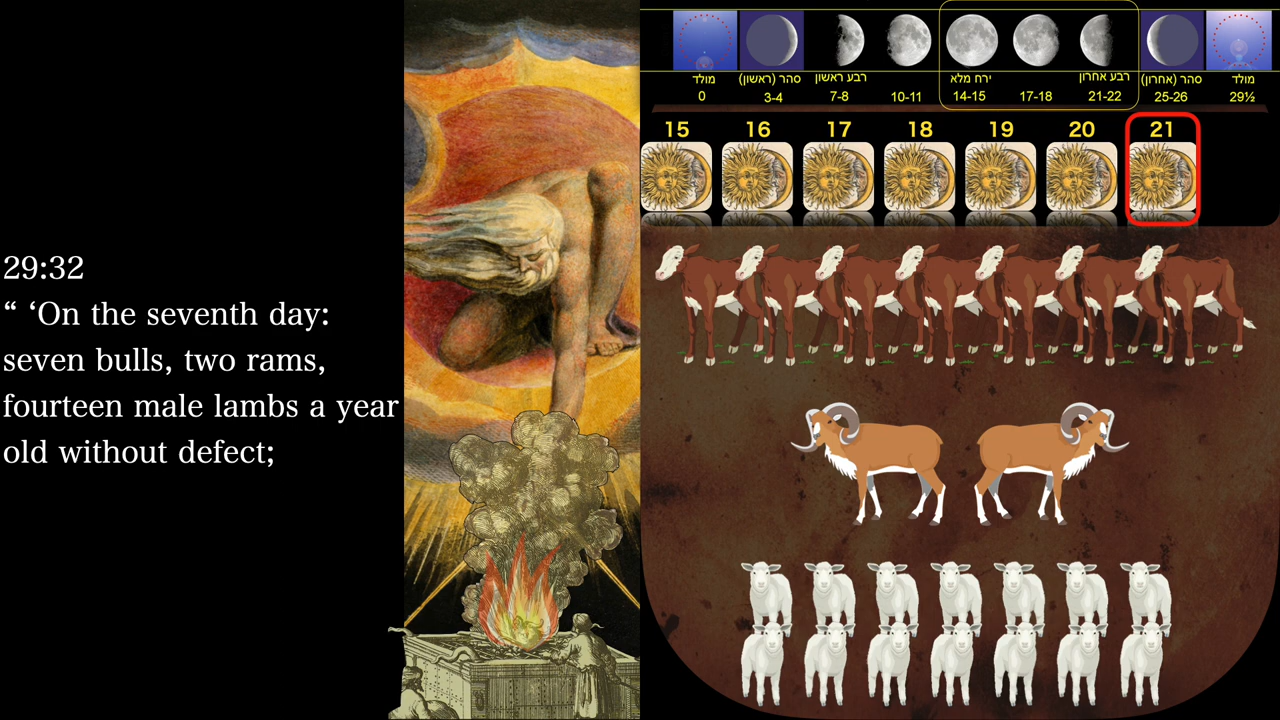 29:32
“ ‘On the seventh day:
seven bulls, two rams,
fourteen male lambs a year
old without defect;
מולד סהר (ראשון) רבע ראשון ירח מלא רבע אחרון סהר (אחרון) מולד
0 3-4 7-8 10-11 14-15 17-18 21-22 25-26 29½
15 16 17 18 19 20 21